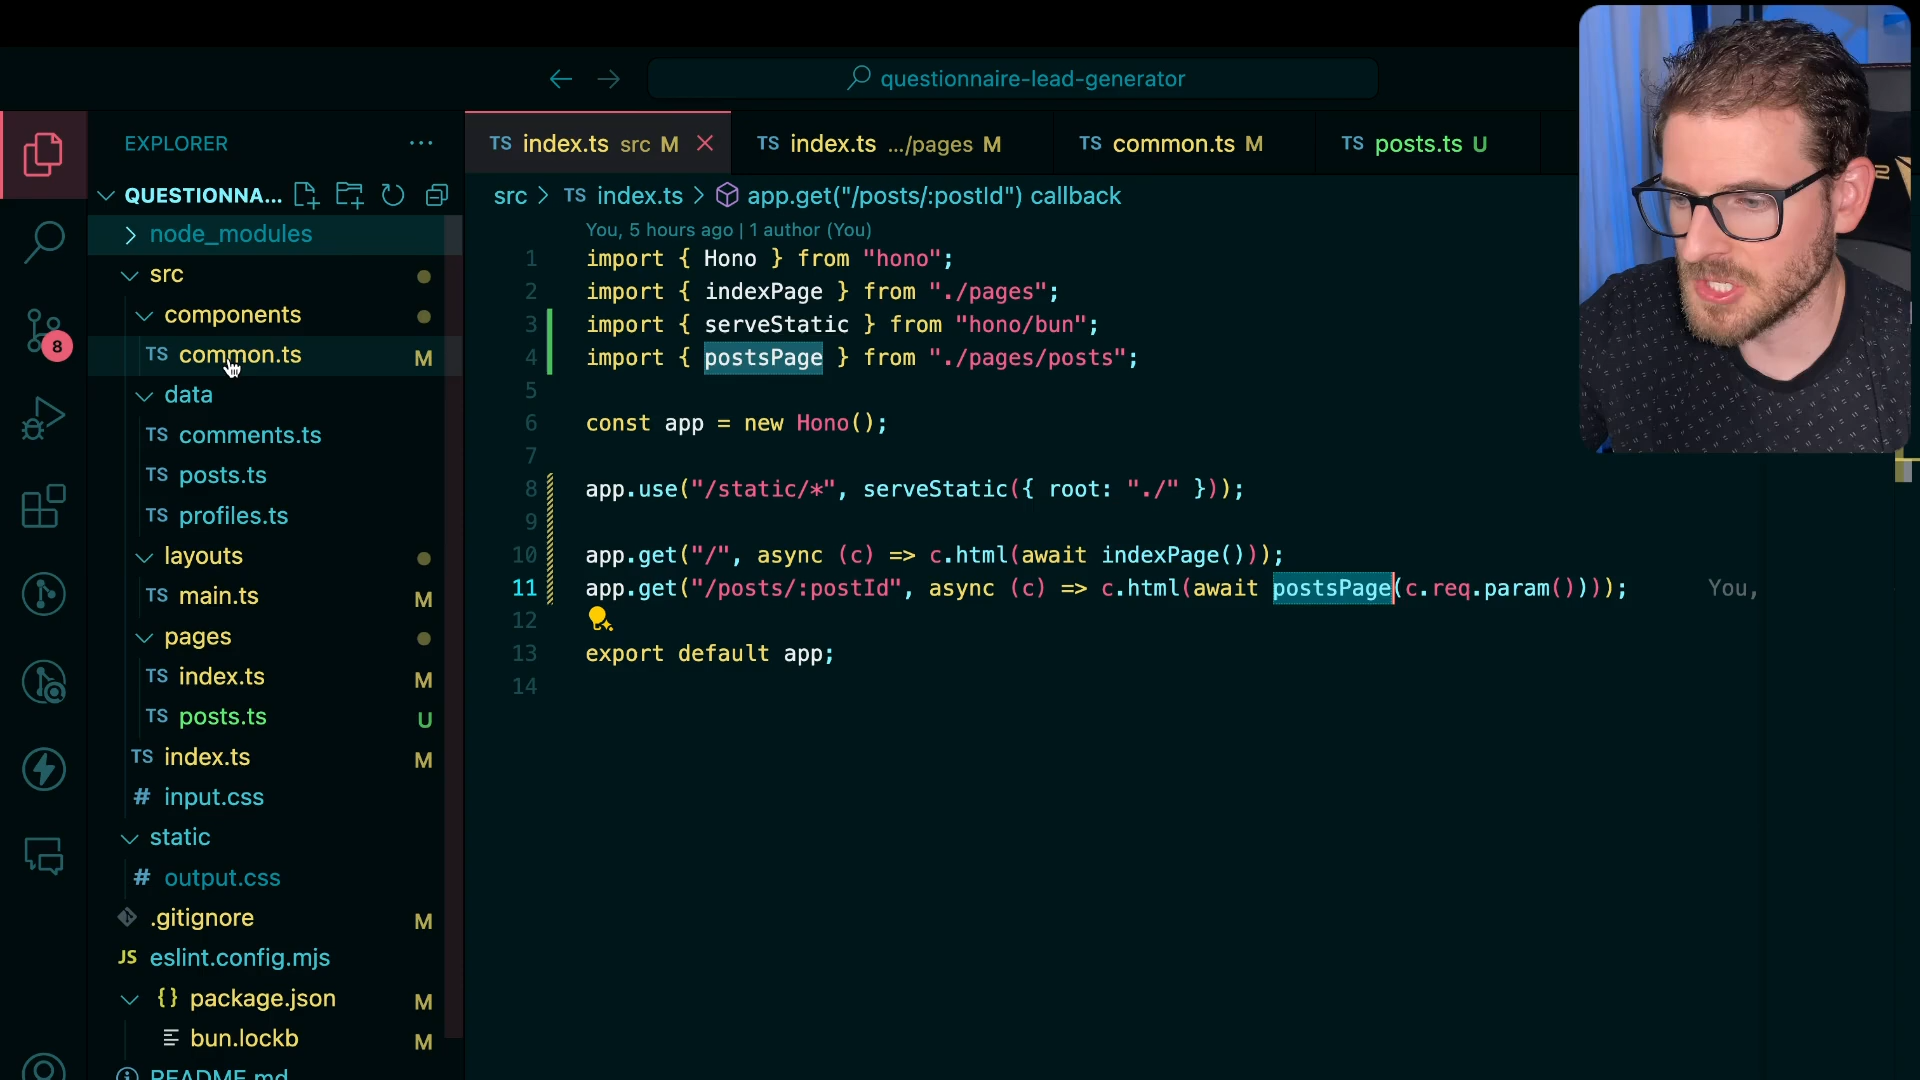 questionnaire-lead-generator
EXPLORER
QUESTIONNA...
node_modules
src
components
TS common.ts M
data
TS comments.ts
TS posts.ts
TS profiles.ts
layouts
TS main.ts M
pages
TS index.ts M
TS posts.ts U
TS index.ts M
# input.css
static
# output.css
.gitignore M
JS eslint.config.mjs
{} package.json M
bun.lockb M
README.md
8
TS index.ts src M
TS index.ts .../pages M
TS common.ts M
TS posts.ts U
src > TS index.ts > app.get("/posts/:postId") callback
You, 5 hours ago | 1 author (You)
1 import { Hono } from "hono";
2 import { indexPage } from "./pages";
3 import { serveStatic } from "hono/bun";
4 import { postsPage } from "./pages/posts";
5
6 const app = new Hono();
7
8 app.use("/static/*", serveStatic({ root: "./" }));
9
10 app.get("/", async (c) => c.html(await indexPage()));
11 app.get("/posts/:postId", async (c) => c.html(await postsPage(c.req.param()))); You,
12
13 export default app;
14